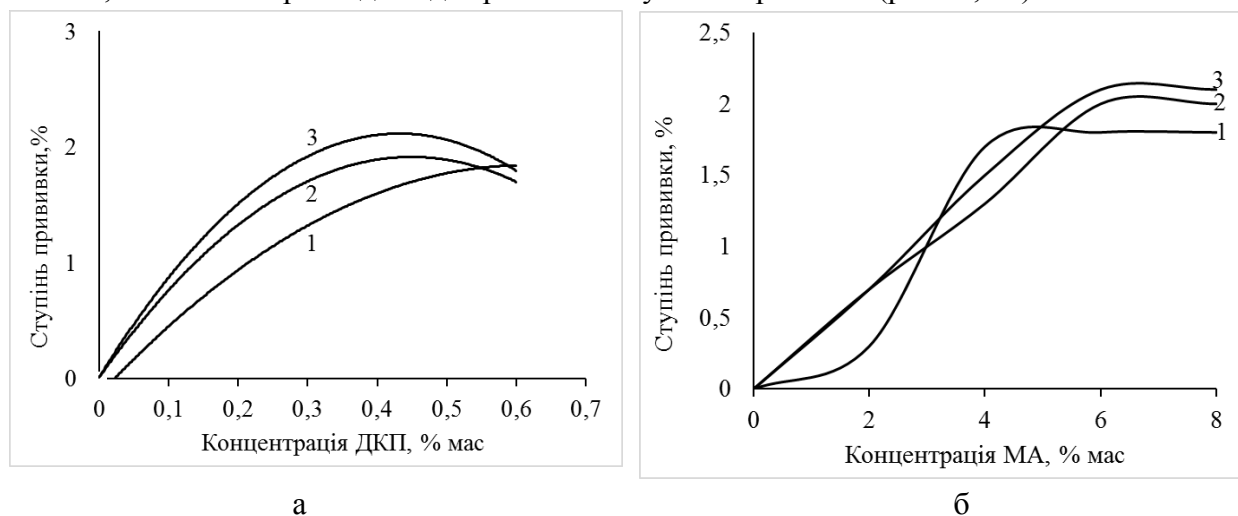 3
2
1
0
Ступінь прививки,%
3
2
1
0 0,1 0,2 0,3 0,4 0,5 0,6 0,7
Концентрація ДКП, % мас
а
2,5
2
1,5
1
0,5
0
Ступінь прививки, %
3
2
1
0 2 4 6 8
Концентрація МА, % мас
б